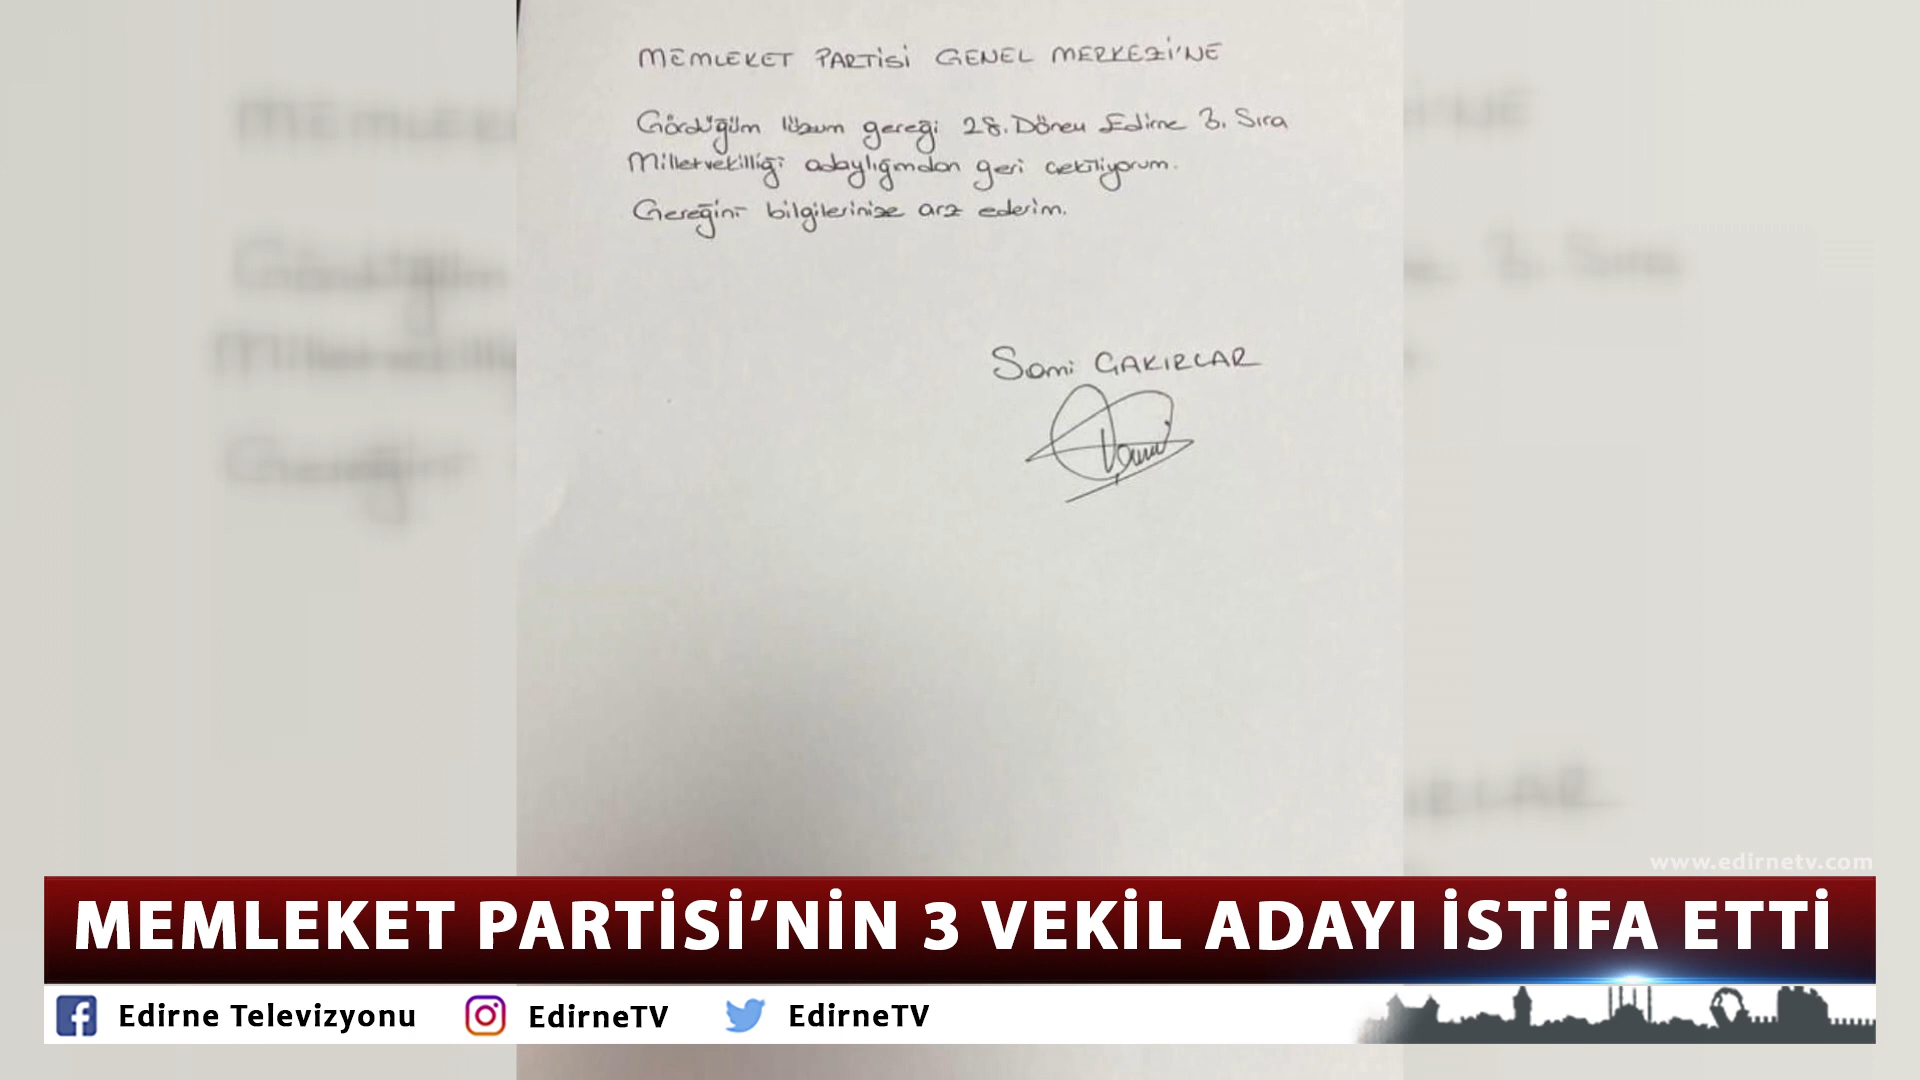 MEMLEKET PARTİSİ GENEL MERKEZİ'NE
Gördüğüm lüzum gereği 28. Dönem Edirne 3. Sıra
Milletvekilliği adaylığımdan geri çekiliyorum.
Gereğini bilgilerinize arz ederim.
Sami ÇAKIRLAR
www.edirnetv.com
MEMLEKET PARTİSİ'NİN 3 VEKİL ADAYI İSTİFA ETTİ
Edirne Televizyonu EdirneTV EdirneTV